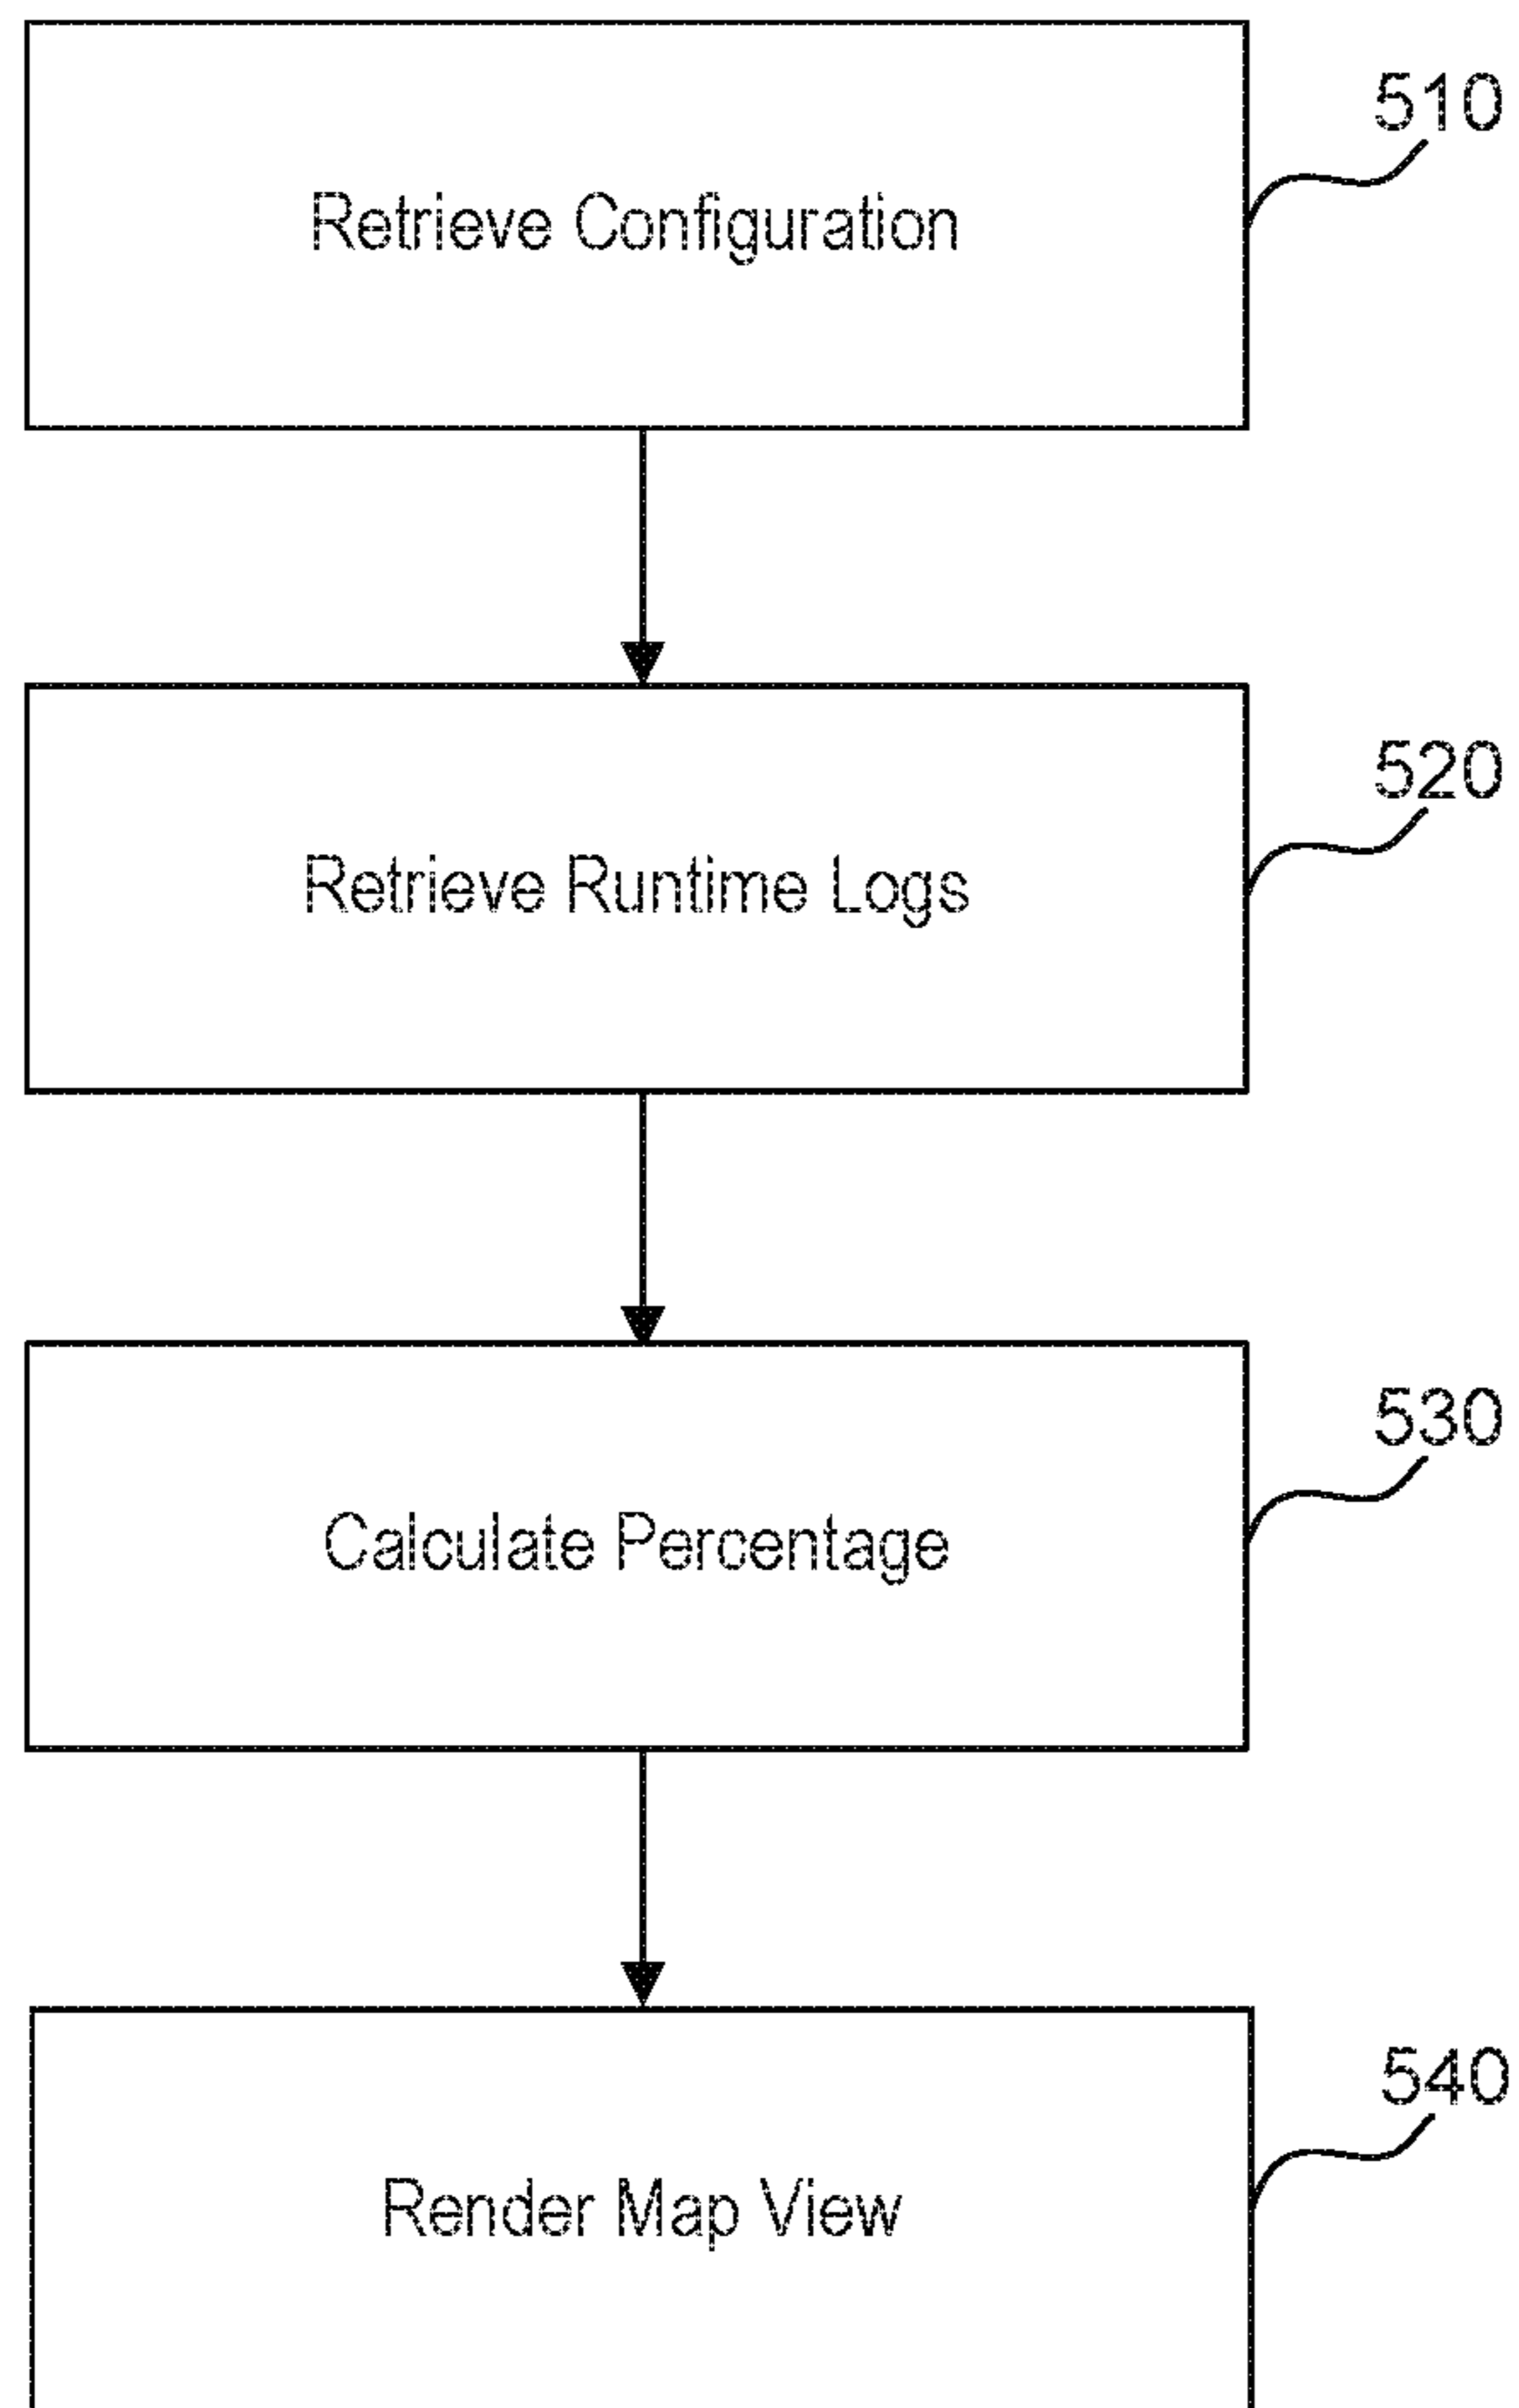 510
Retrieve Configuration
520
Retrieve Runtime Logs
530
Calculate Percentage
540
Render Map View